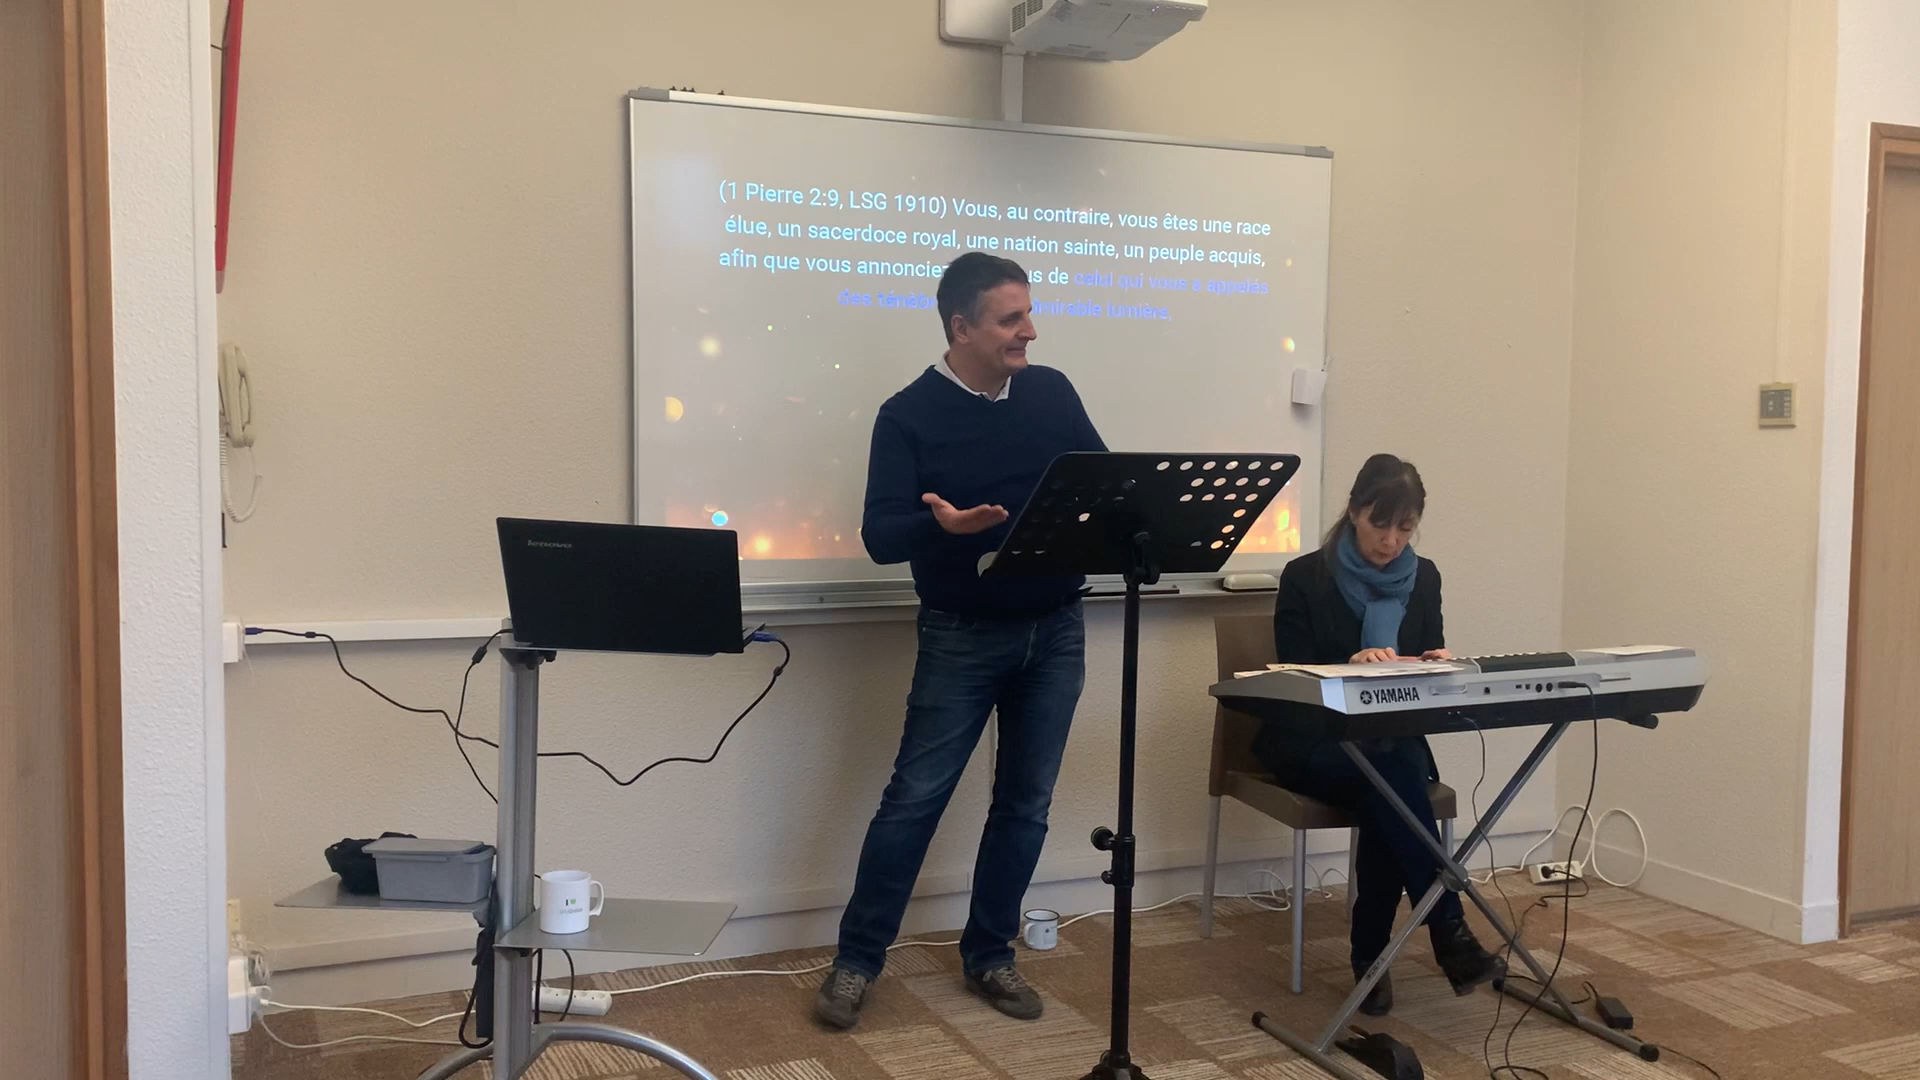 (1 Pierre 2:9, LSG 1910) Vous, au contraire, vous êtes une race
élue, un sacerdoce royal, une nation sainte, un peuple acquis,
afin que vous annonciez de celui qui vous a appelés
des lumière,
lenovo
YAMAHA
I